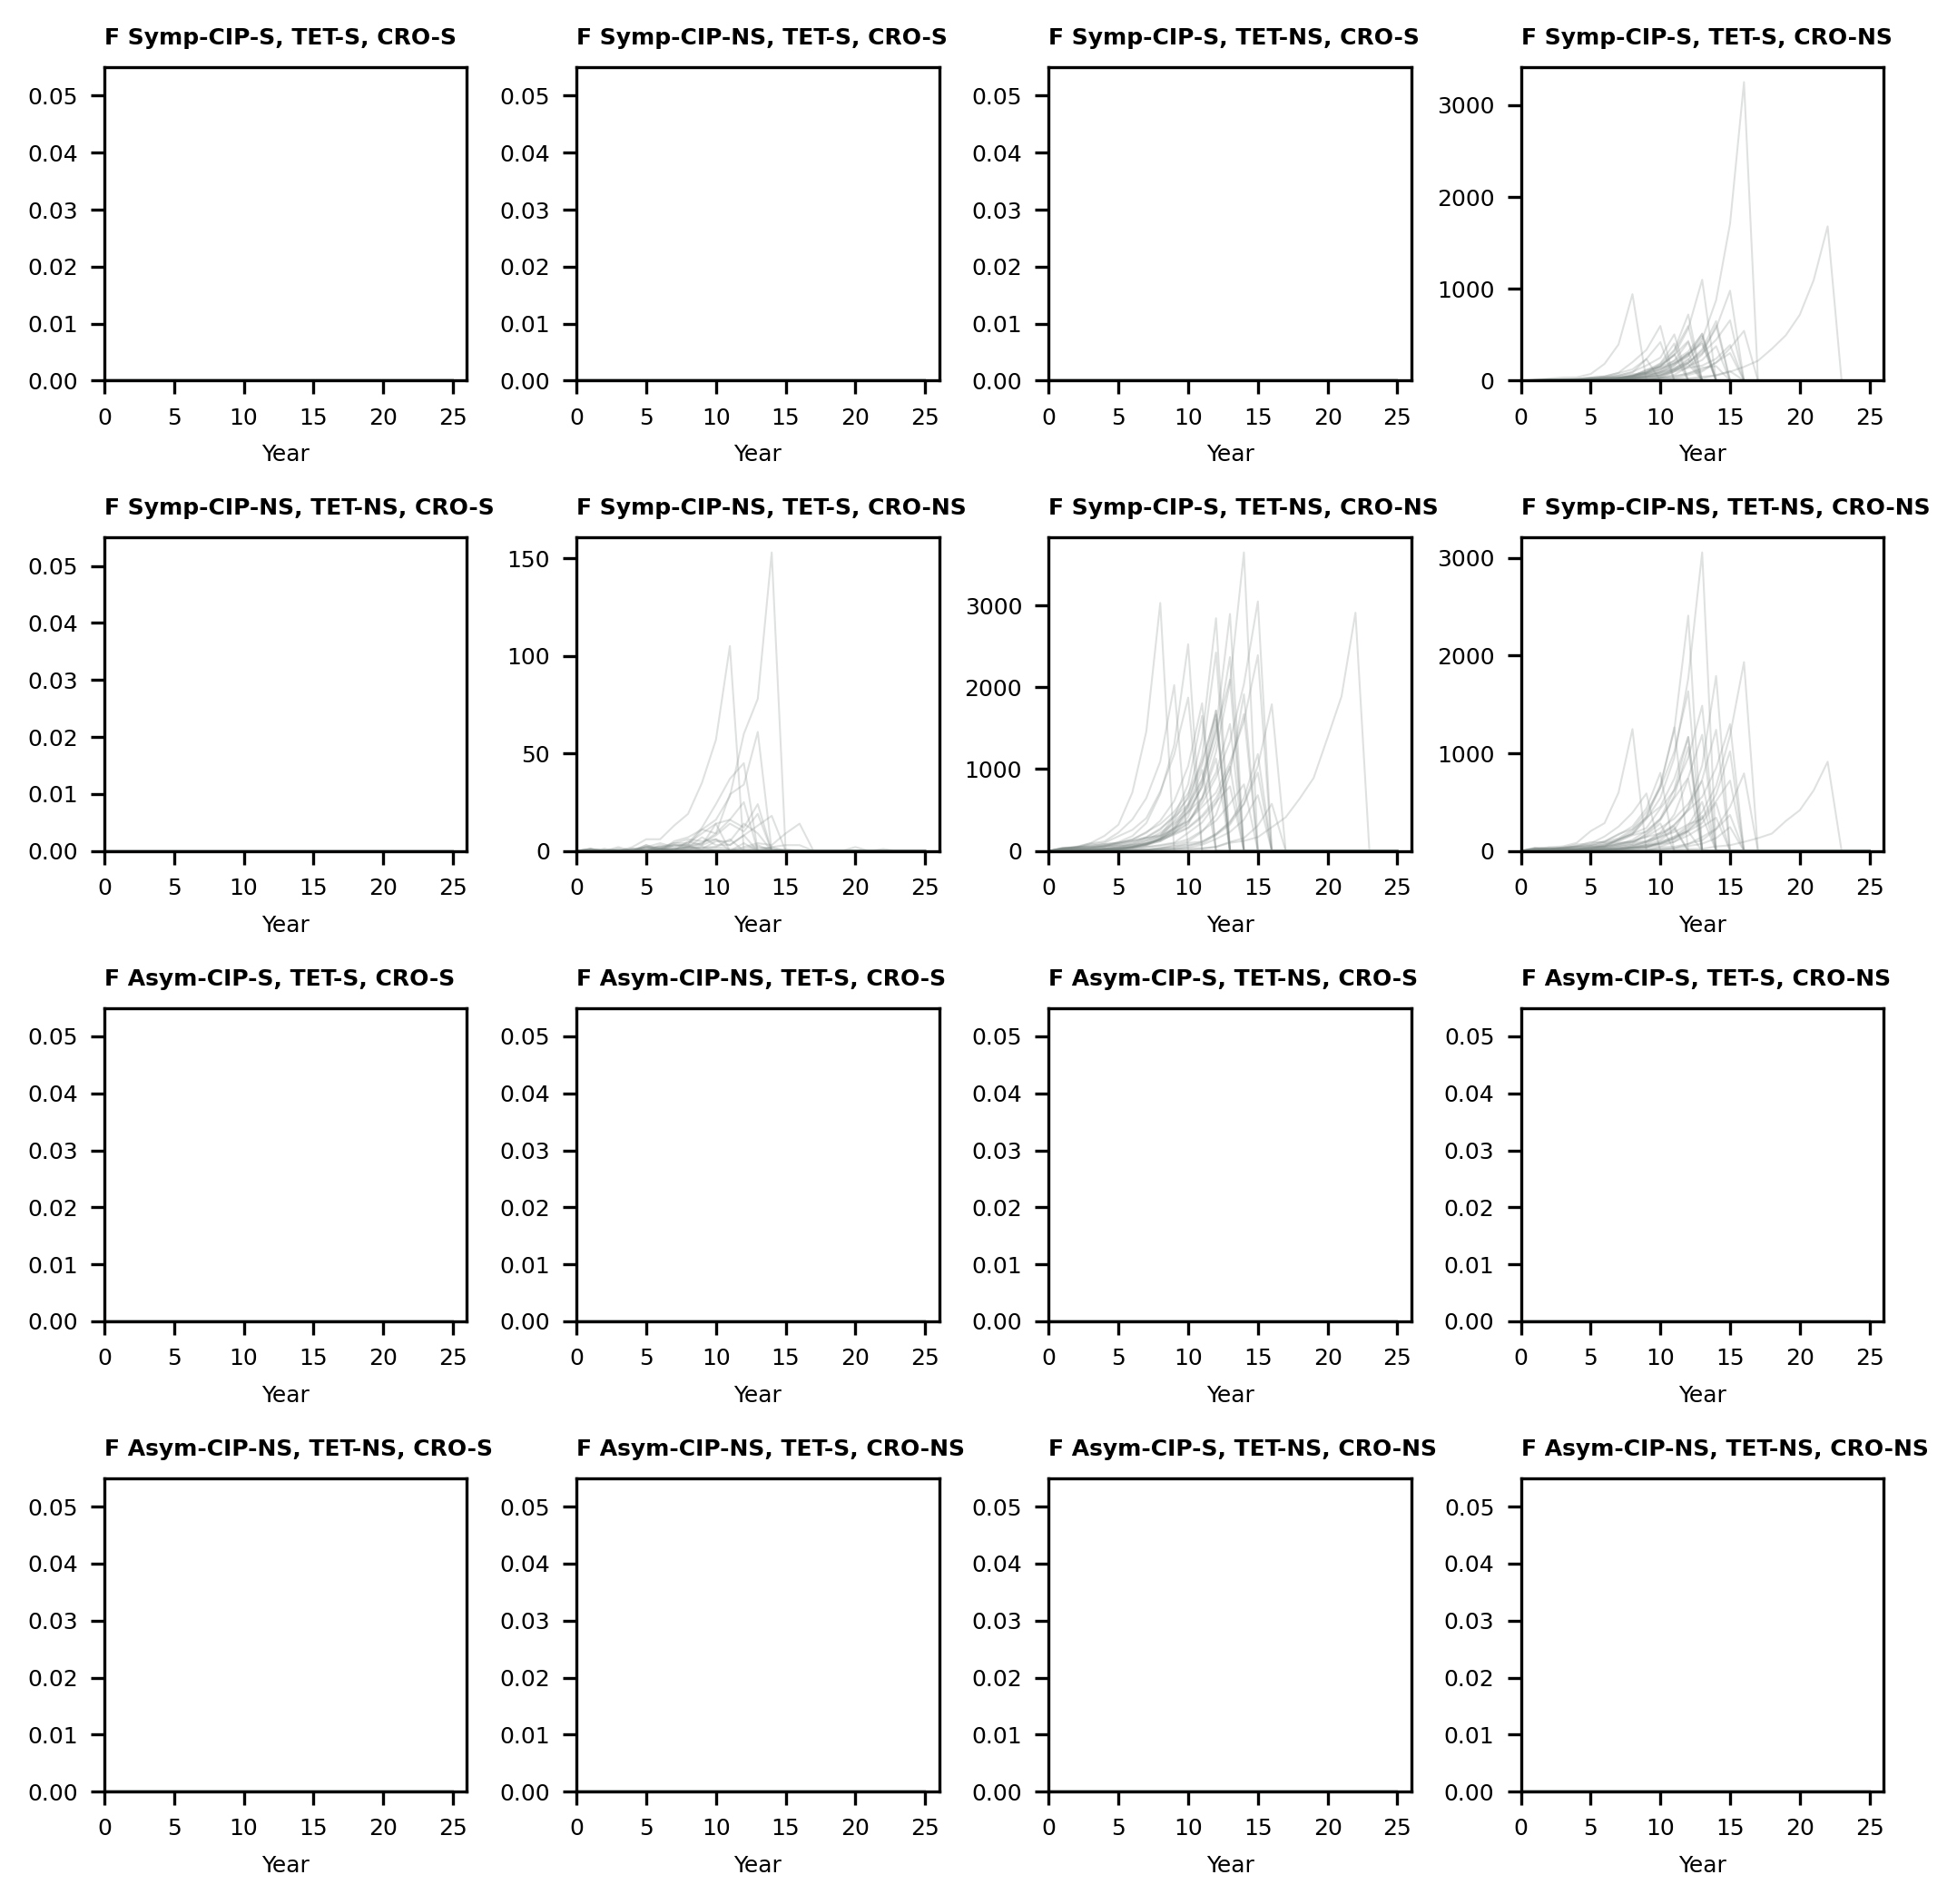 F Symp-CIP-S, TET-S, CRO-S F Symp-CIP-NS, TET-S, CRO-S F Symp-CIP-S, TET-NS, CRO-S F Symp-CIP-S, TET-S, CRO-NS
0.05 0.05 0.05 3000
0.04 0.04 0.04
0.03 0.03 0.03 2000
0.02 0.02 0.02
0.01 0.01 0.01 1000
0.00 0.00 0.00 0
0 5 10 15 20 25 0 5 10 15 20 25 0 5 10 15 20 25 0 5 10 15 20 25
Year Year Year Year
F Symp-CIP-NS, TET-NS, CRO-S F Symp-CIP-NS, TET-S, CRO-NS F Symp-CIP-S, TET-NS, CRO-NS F Symp-CIP-NS, TET-NS, CRO-NS
0.05 150 3000 3000
0.04
0.03 100 2000 2000
0.02
0.01 50 1000 1000
0.00 0 0 0
0 5 10 15 20 25 0 5 10 15 20 25 0 5 10 15 20 25 0 5 10 15 20 25
Year Year Year Year
F Asym-CIP-S, TET-S, CRO-S F Asym-CIP-NS, TET-S, CRO-S F Asym-CIP-S, TET-NS, CRO-S F Asym-CIP-S, TET-S, CRO-NS
0.05 0.05 0.05 0.05
0.04 0.04 0.04 0.04
0.03 0.03 0.03 0.03
0.02 0.02 0.02 0.02
0.01 0.01 0.01 0.01
0.00 0.00 0.00 0.00
0 5 10 15 20 25 0 5 10 15 20 25 0 5 10 15 20 25 0 5 10 15 20 25
Year Year Year Year
F Asym-CIP-NS, TET-NS, CRO-S F Asym-CIP-NS, TET-S, CRO-NS F Asym-CIP-S, TET-NS, CRO-NS F Asym-CIP-NS, TET-NS, CRO-NS
0.05 0.05 0.05 0.05
0.04 0.04 0.04 0.04
0.03 0.03 0.03 0.03
0.02 0.02 0.02 0.02
0.01 0.01 0.01 0.01
0.00 0.00 0.00 0.00
0 5 10 15 20 25 0 5 10 15 20 25 0 5 10 15 20 25 0 5 10 15 20 25
Year Year Year Year